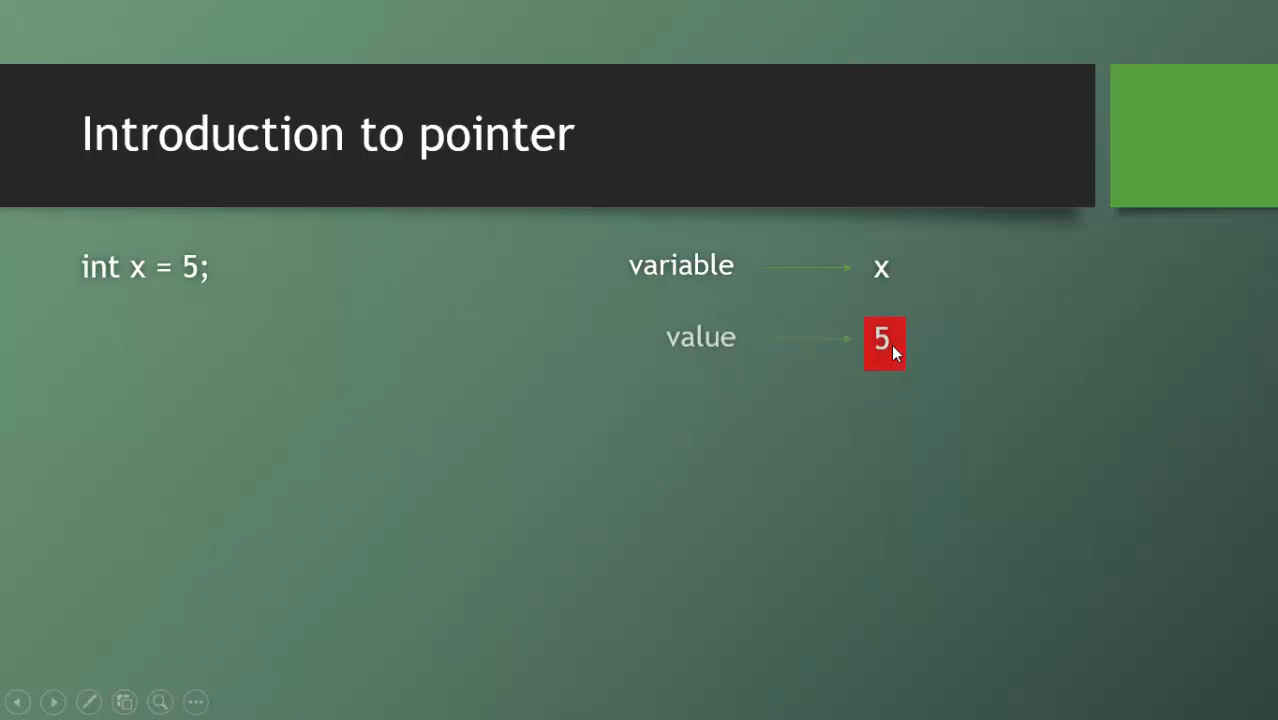 Introduction to pointer
int x = 5;
variable x
value 5